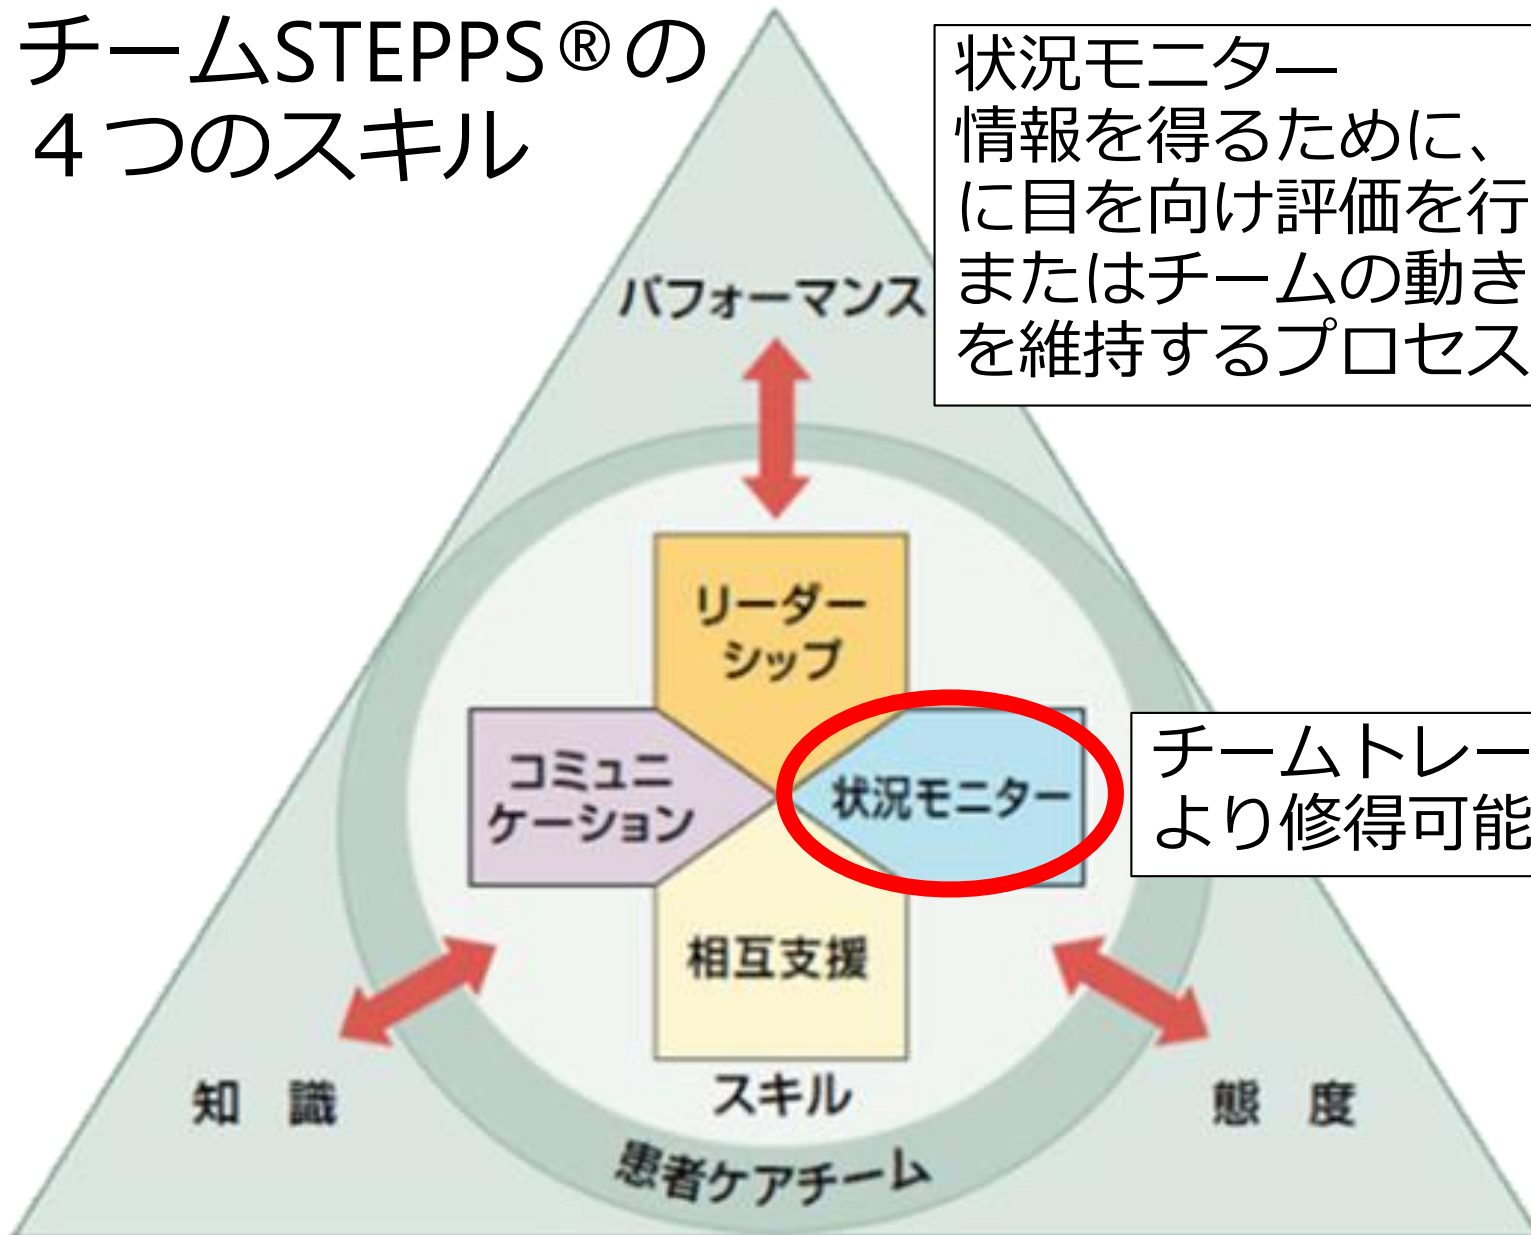 チームSTEPPS®の
４つのスキル
状況モニター
情報を得るために、
に目を向け評価を行
またはチームの動き
を維持するプロセス
パフォーマンス
リーダー
シップ
コミュニ
ケーション
状況モニター
チームトレー
より修得可能
相互支援
スキル
知 識
態 度
患者ケアチーム